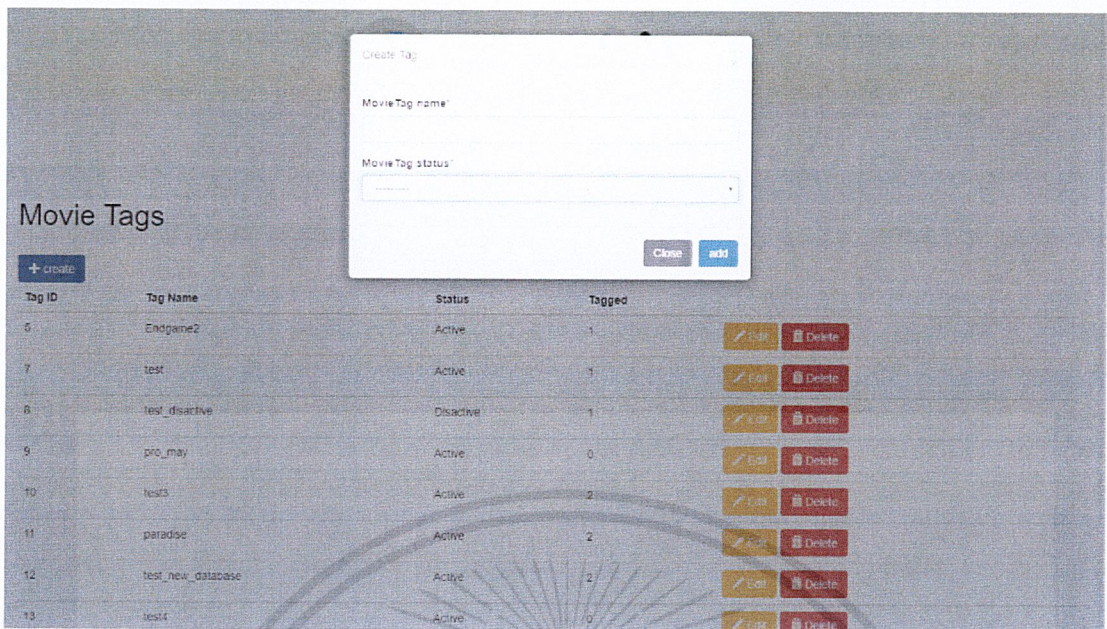 Create Tag
MovieTag name*
MovieTag status*
---------
Close add
Movie Tags
+ create
Tag ID Tag Name Status Tagged
6 Endgame2 Active 1 Edit Delete
7 test Active 1 Edit Delete
8 test_disactive Disactive 1 Edit Delete
9 pro_may Active 0 Edit Delete
10 test3 Active 2 Edit Delete
11 paradise Active 2 Edit Delete
12 test_new_database Active 2 Edit Delete
13 test4 Active 0 Edit Delete